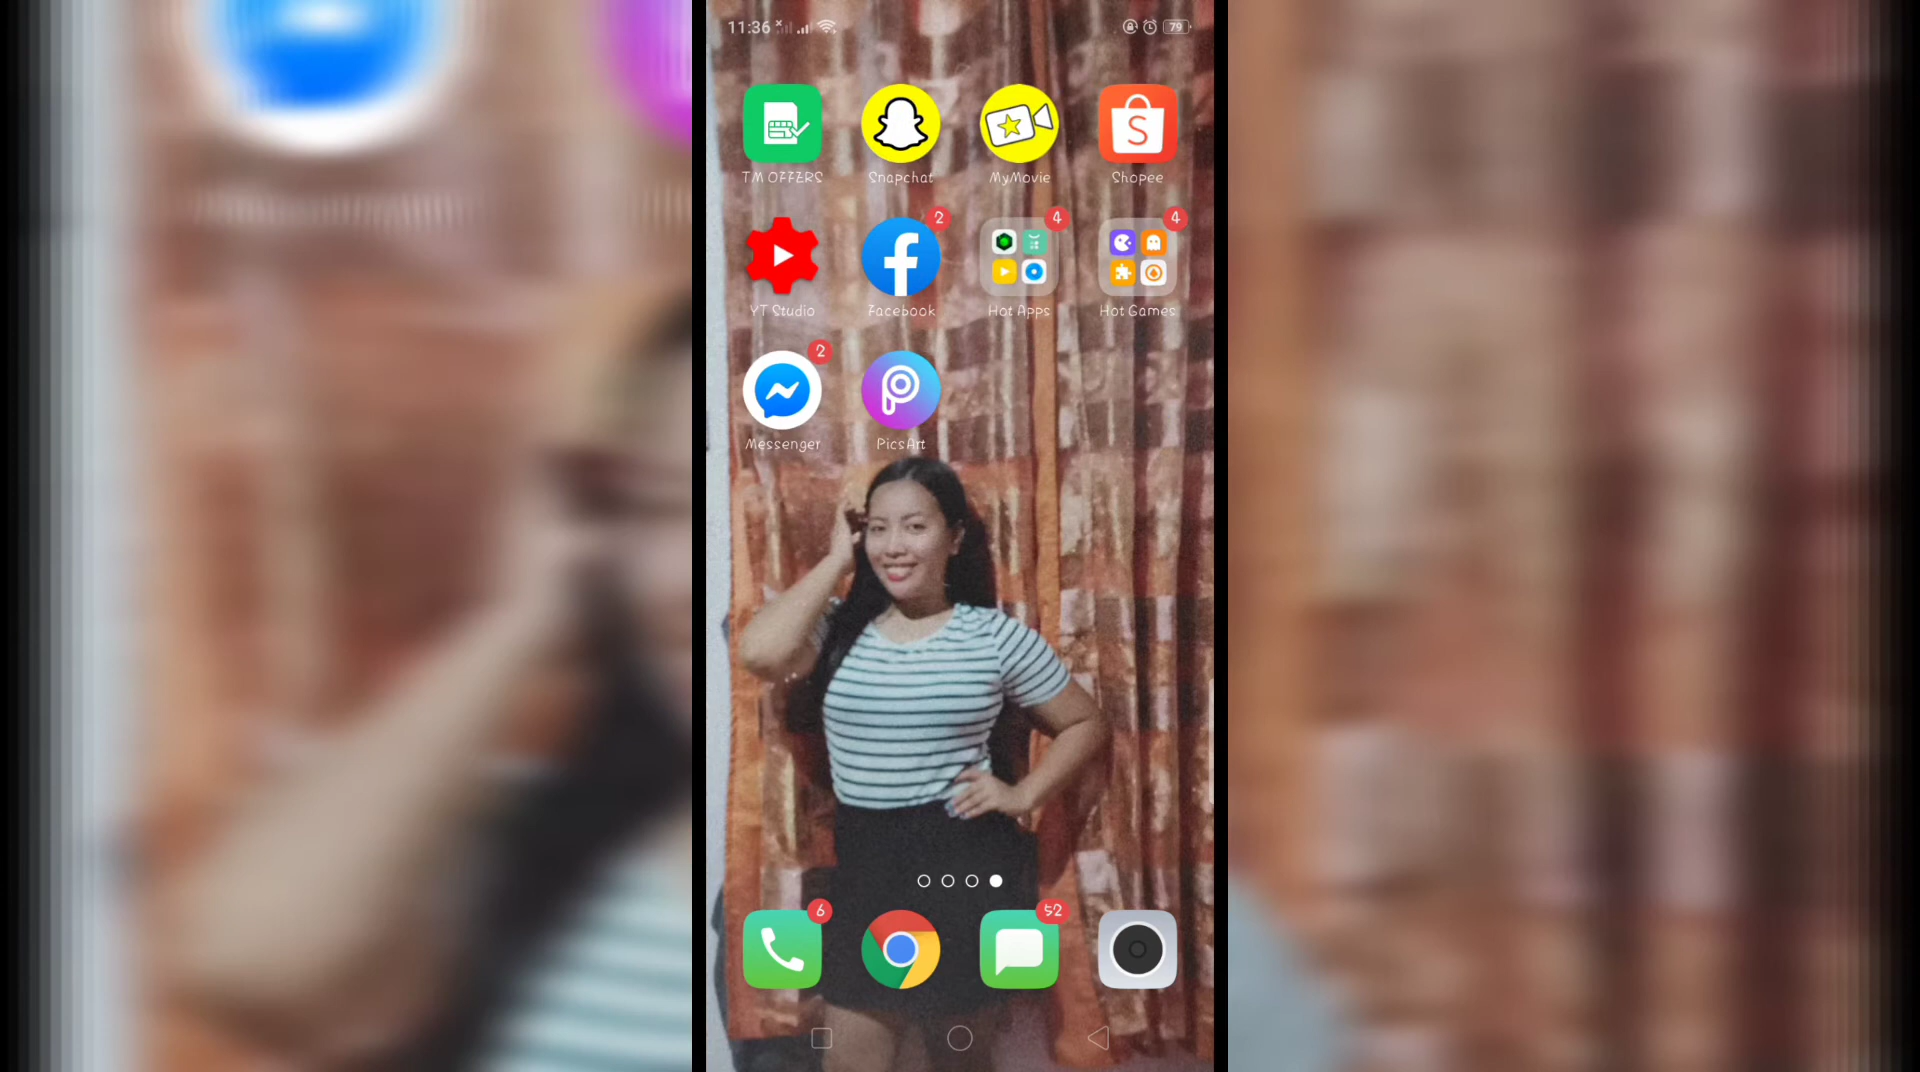 11:36 79
TM OFFERS Snapchat MyMovie Shopee
2 4 4
YT Studio Facebook Hot Apps Hot Games
2
Messenger PicsArt
6 52